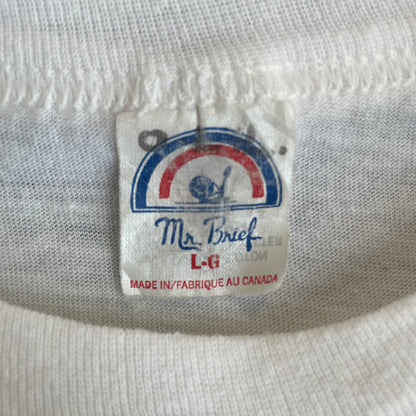 Mr. Brief
L-G
MADE IN/FABRIQUE AU CANADA